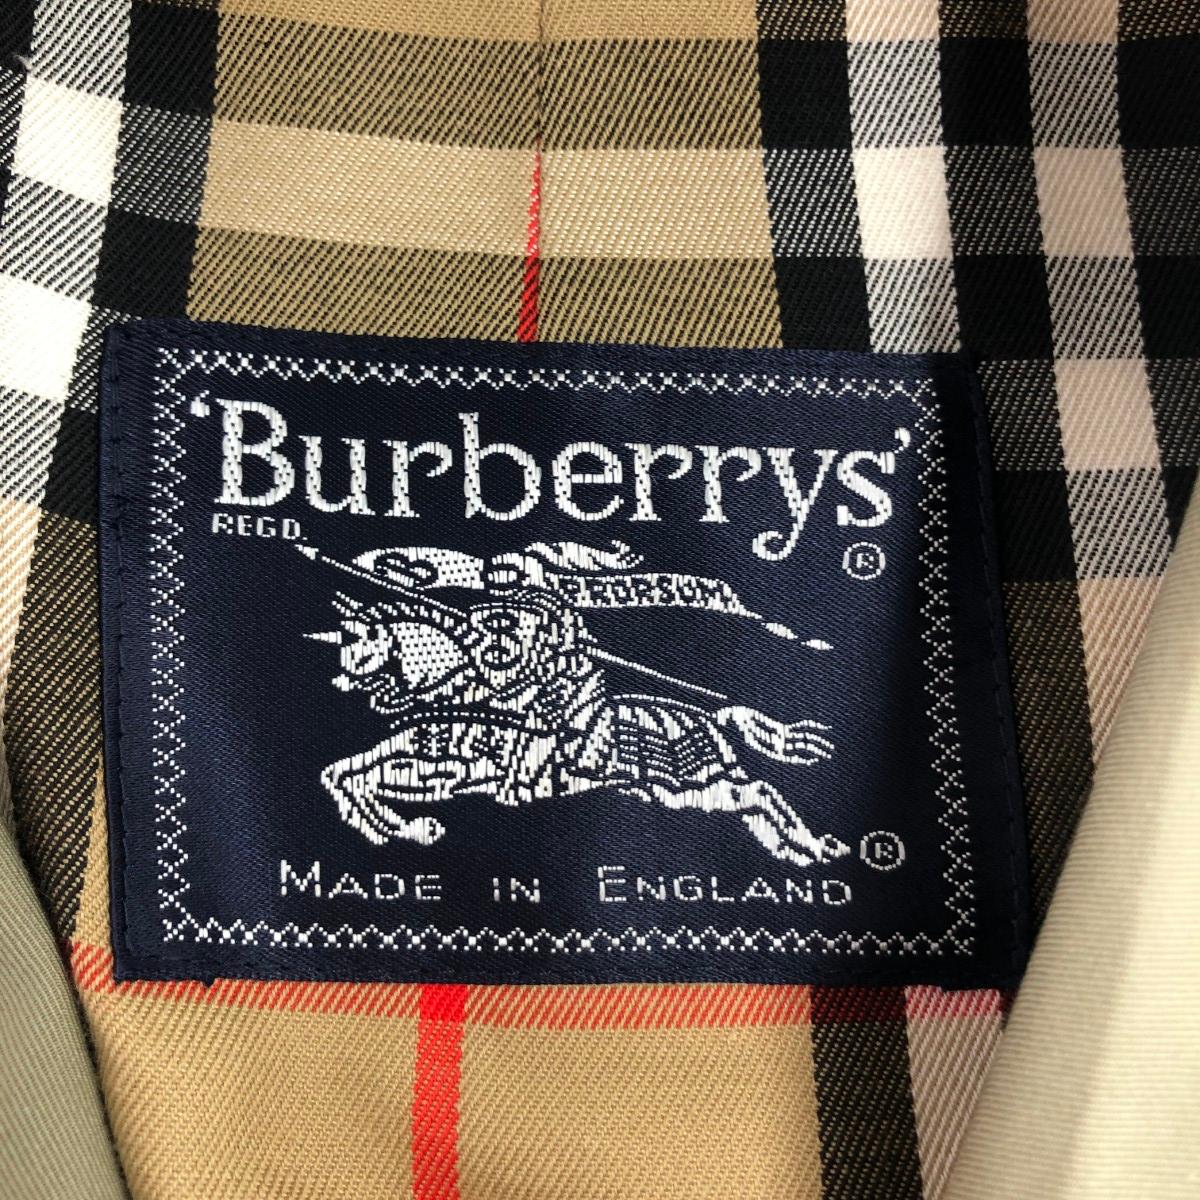 ‘Burberrys’
REGD.
®
PRORSUM
®
MADE IN ENGLAND